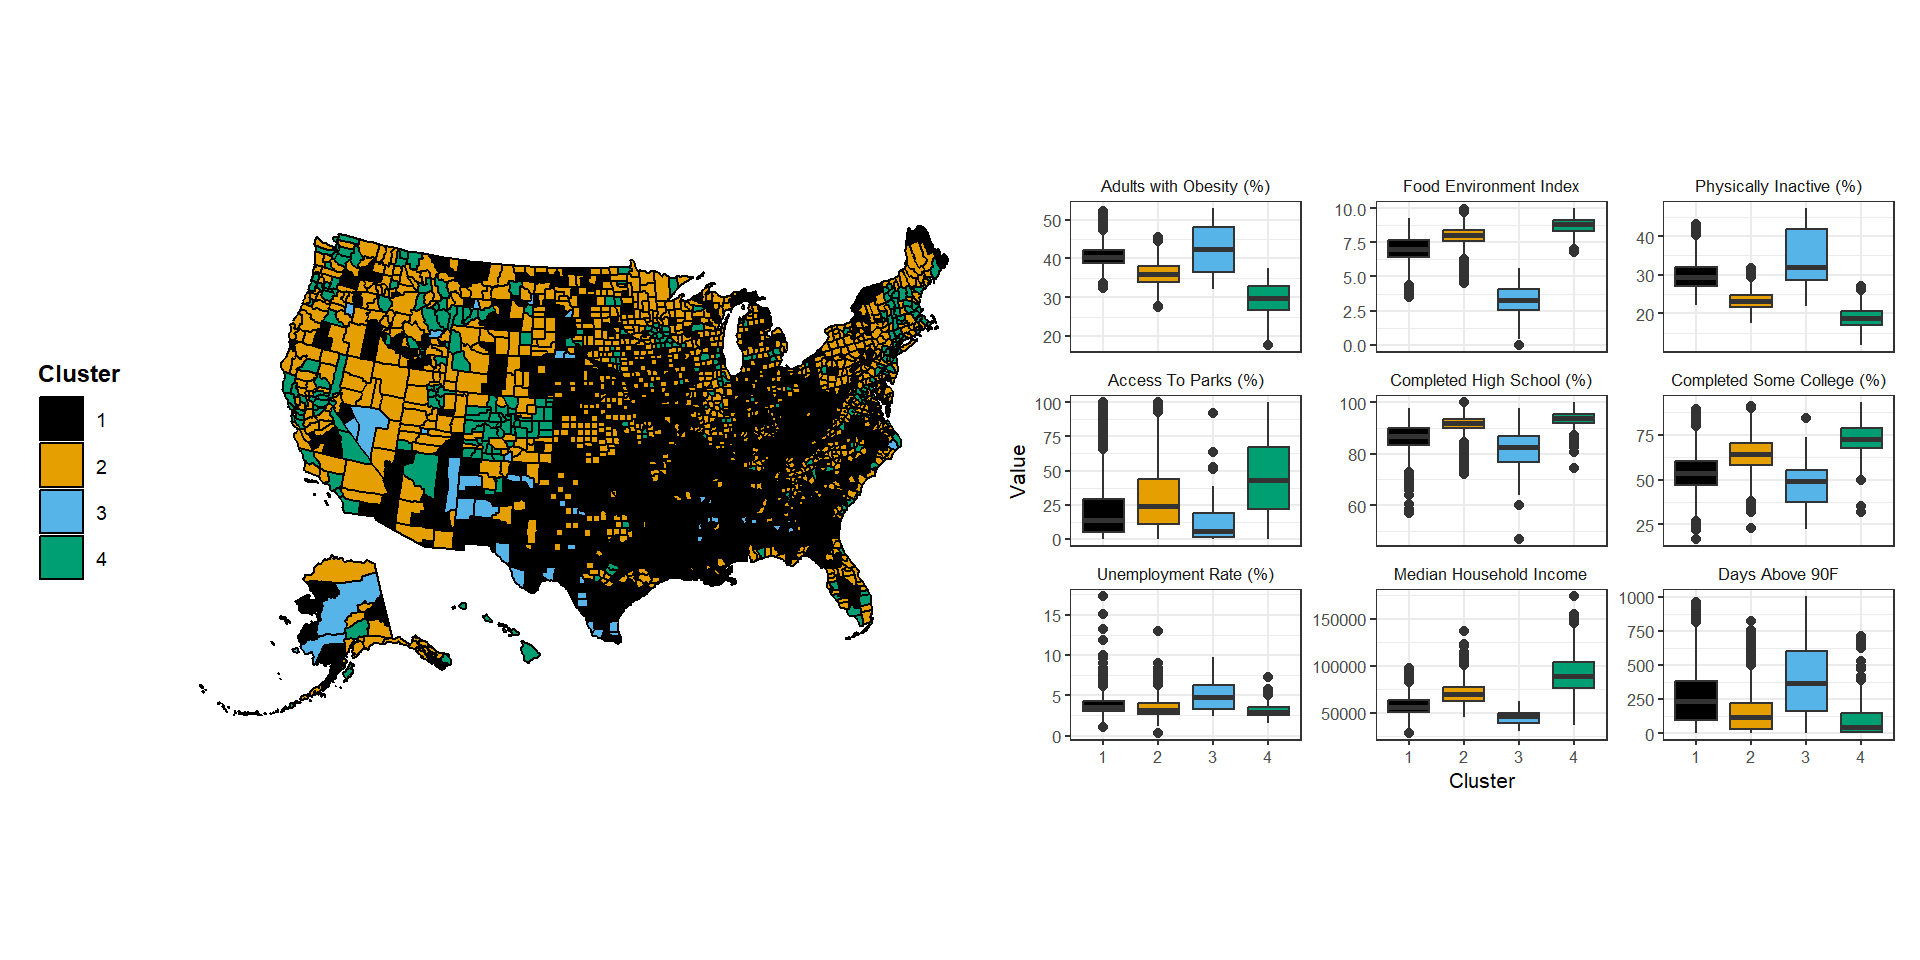 Cluster
1
2
3
4
Value
Adults with Obesity (%)
50
40
30
20
Food Environment Index
10.0
7.5
5.0
2.5
0.0
Physically Inactive (%)
40
30
20
Access To Parks (%)
100
75
50
25
0
Completed High School (%)
100
80
60
Completed Some College (%)
75
50
25
Unemployment Rate (%)
15
10
5
0
1 2 3 4
Median Household Income
150000
100000
50000
1 2 3 4
Days Above 90F
1000
750
500
250
0
1 2 3 4
Cluster